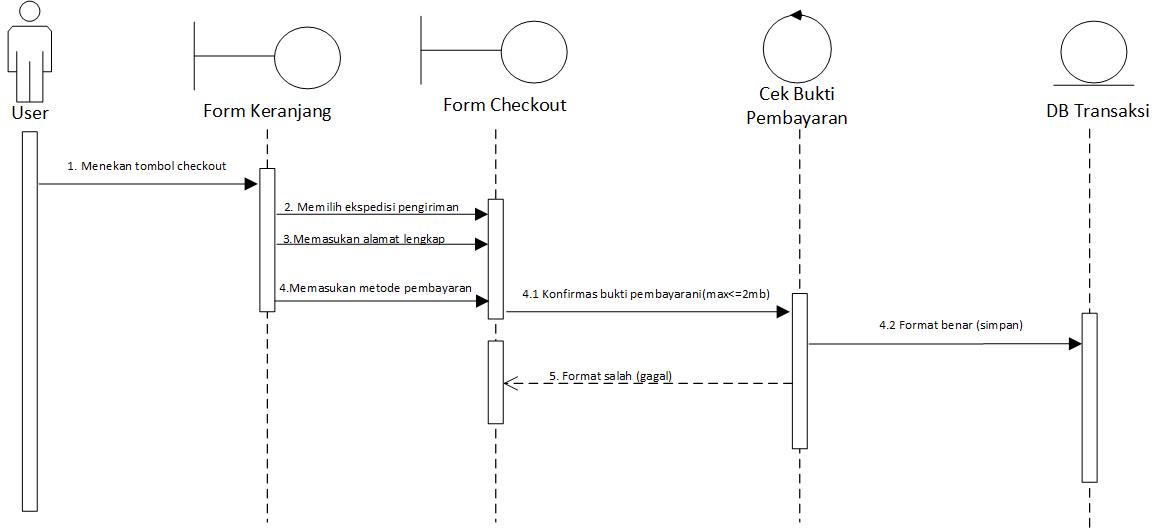 User
Form Keranjang
Form Checkout
Cek Bukti
Pembayaran
DB Transaksi
1. Menekan tombol checkout
2. Memilih ekspedisi pengiriman
3.Memasukan alamat lengkap
4.Memasukan metode pembayaran
4.1 Konfirmas bukti pembayarani(max<=2mb)
4.2 Format benar (simpan)
5. Format salah (gagal)